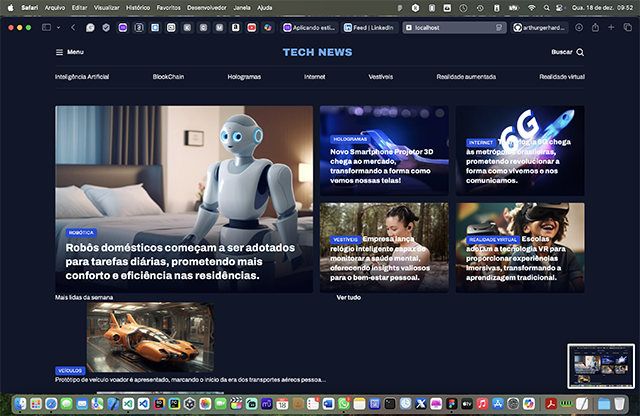 Safari Arquivo Editar Visualizar Histórico Favoritos Desenvolvedor Janela Ajuda
Qua. 18 de dez. 09:52
Aplicando esti...
Feed | LinkedIn
localhost
arthurgerhard...
Menu
TECH NEWS
Buscar
Inteligência Artificial
BlockChain
Hologramas
Internet
Vestíveis
Realidade aumentada
Realidade virtual
ROBÓTICA
Robôs domésticos começam a ser adotados
para tarefas diárias, prometendo mais
conforto e eficiência nas residências.
HOLOGRAMAS
Novo Smartphone Projetor 3D
chega ao mercado,
transformando a forma como
vemos nossas telas!
6G
INTERNET Tecnologia 6G chega
às metrópoles brasileiras,
prometendo revolucionar a
forma como vivemos e nos
comunicamos.
VESTÍVEIS Empresa lança
relógio inteligente capaz de
monitorar a saúde mental,
oferecendo insights valiosos
para o bem-estar pessoal.
REALIDADE VIRTUAL Escolas
adotam a tecnologia VR para
proporcionar experiências
imersivas, transformando a
aprendizagem tradicional.
Mais lidas da semana
Ver tudo
VEÍCULOS
Protótipo de veículo voador é apresentado, marcando o início da era dos transportes aéreos pessoa...